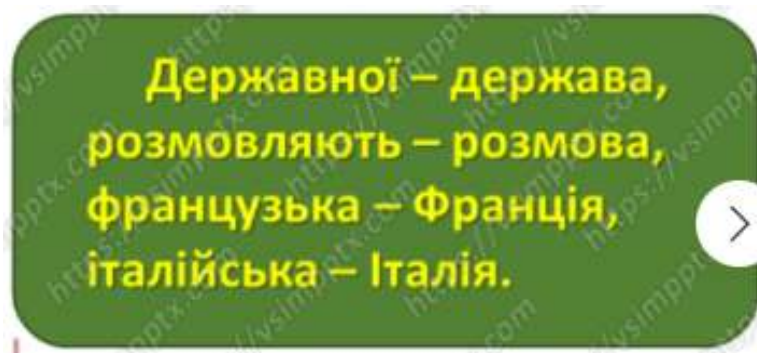 Державної – держава,
розмовляють – розмова,
французька – Франція,
італійська – Італія.